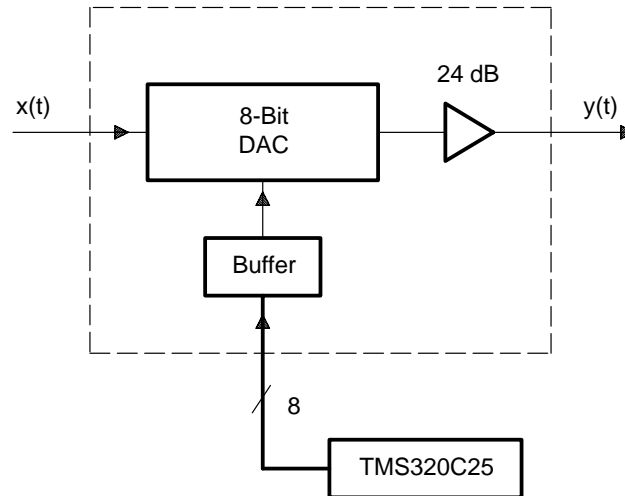 24 dB
x(t)
8-Bit
DAC
y(t)
Buffer
8
TMS320C25